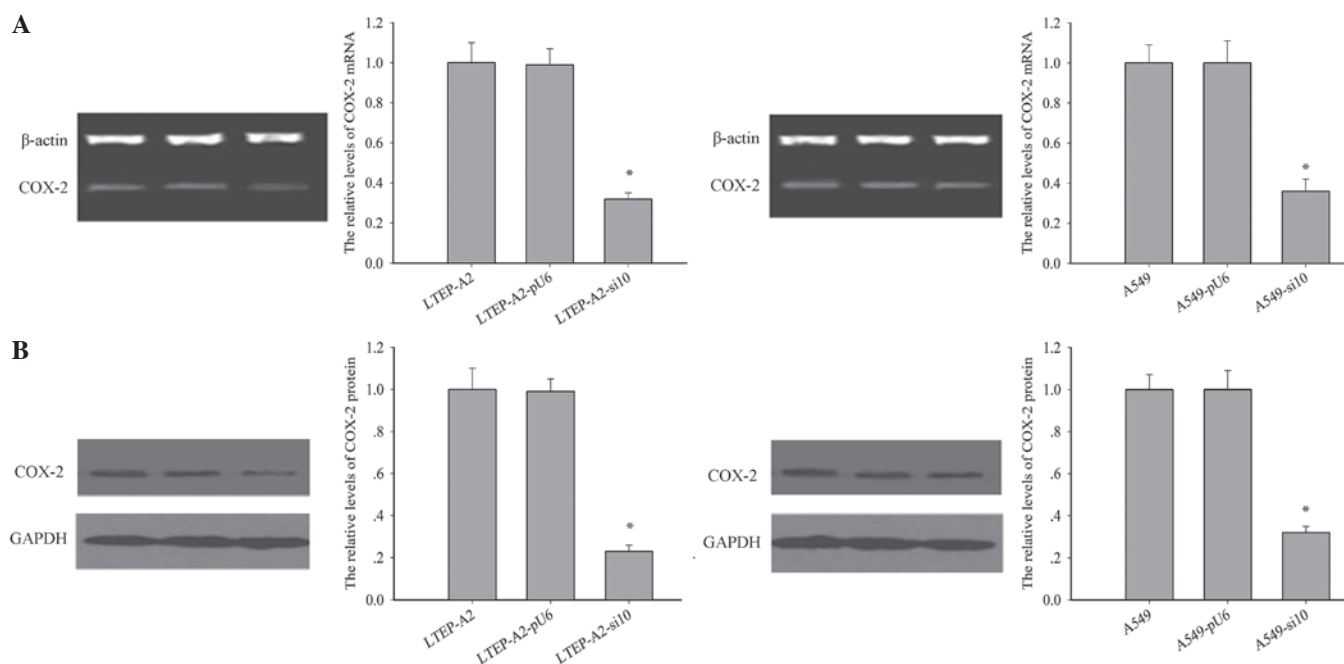 A
β-actin
COX-2
The relative levels of COX-2 mRNA
1.2
1.0
0.8
0.6
0.4
0.2
0.0
*
LTEP-A2
LTEP-A2-pU6
LTEP-A2-si10
β-actin
COX-2
The relative levels of COX-2 mRNA
1.2
1.0
0.8
0.6
0.4
0.2
0.0
*
A549
A549-pU6
A549-si10
B
COX-2
GAPDH
The relative levels of COX-2 protein
1.2
1.0
.8
.6
.4
.2
0.0
*
LTEP-A2
LTEP-A2-pU6
LTEP-A2-si10
COX-2
GAPDH
The relative levels of COX-2 protein
1.2
1.0
.8
.6
.4
.2
0.0
*
A549
A549-pU6
A549-si10